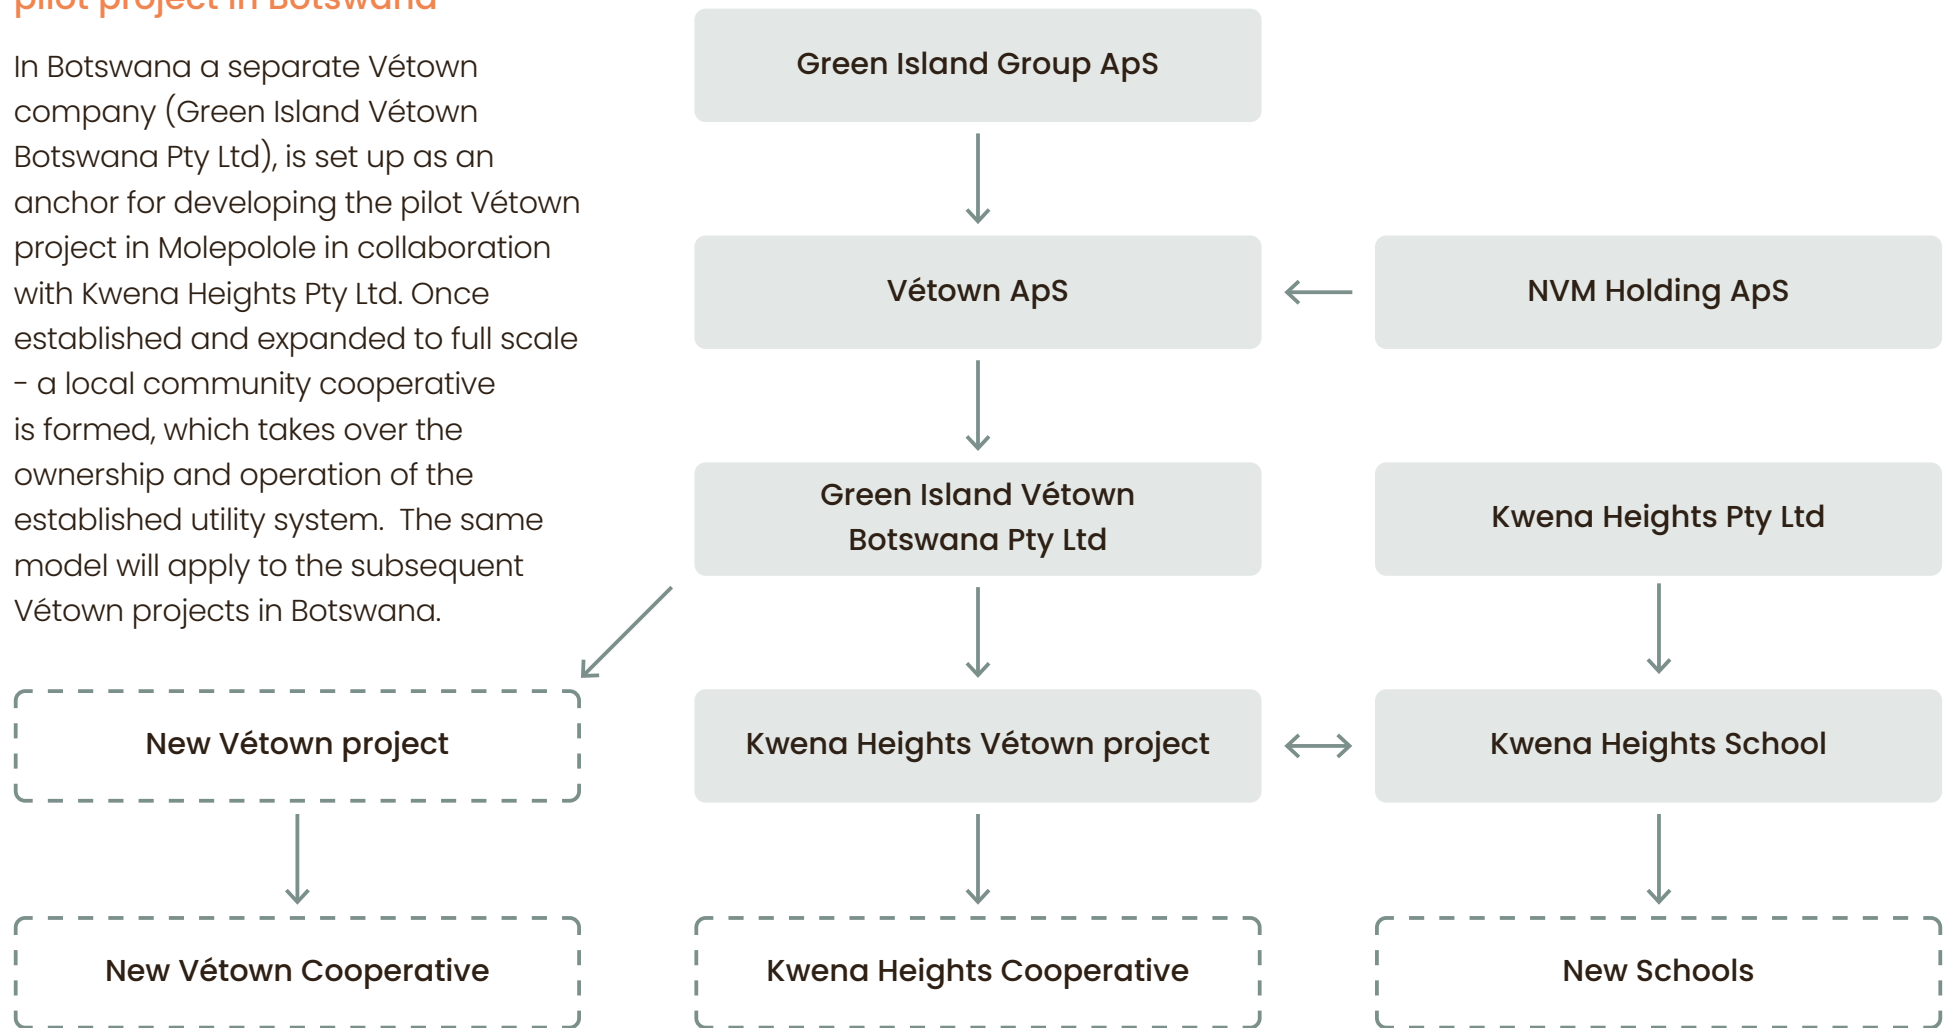 pilot project in Botswana
In Botswana a separate Vétown
company (Green Island Vétown
Botswana Pty Ltd), is set up as an
anchor for developing the pilot Vétown
project in Molepolole in collaboration
with Kwena Heights Pty Ltd. Once
established and expanded to full scale
- a local community cooperative
is formed, which takes over the
ownership and operation of the
established utility system.  The same
model will apply to the subsequent
Vétown projects in Botswana.
Green Island Group ApS
Vétown ApS
NVM Holding ApS
Green Island Vétown
Botswana Pty Ltd
Kwena Heights Pty Ltd
New Vétown project
Kwena Heights Vétown project
Kwena Heights School
New Vétown Cooperative
Kwena Heights Cooperative
New Schools